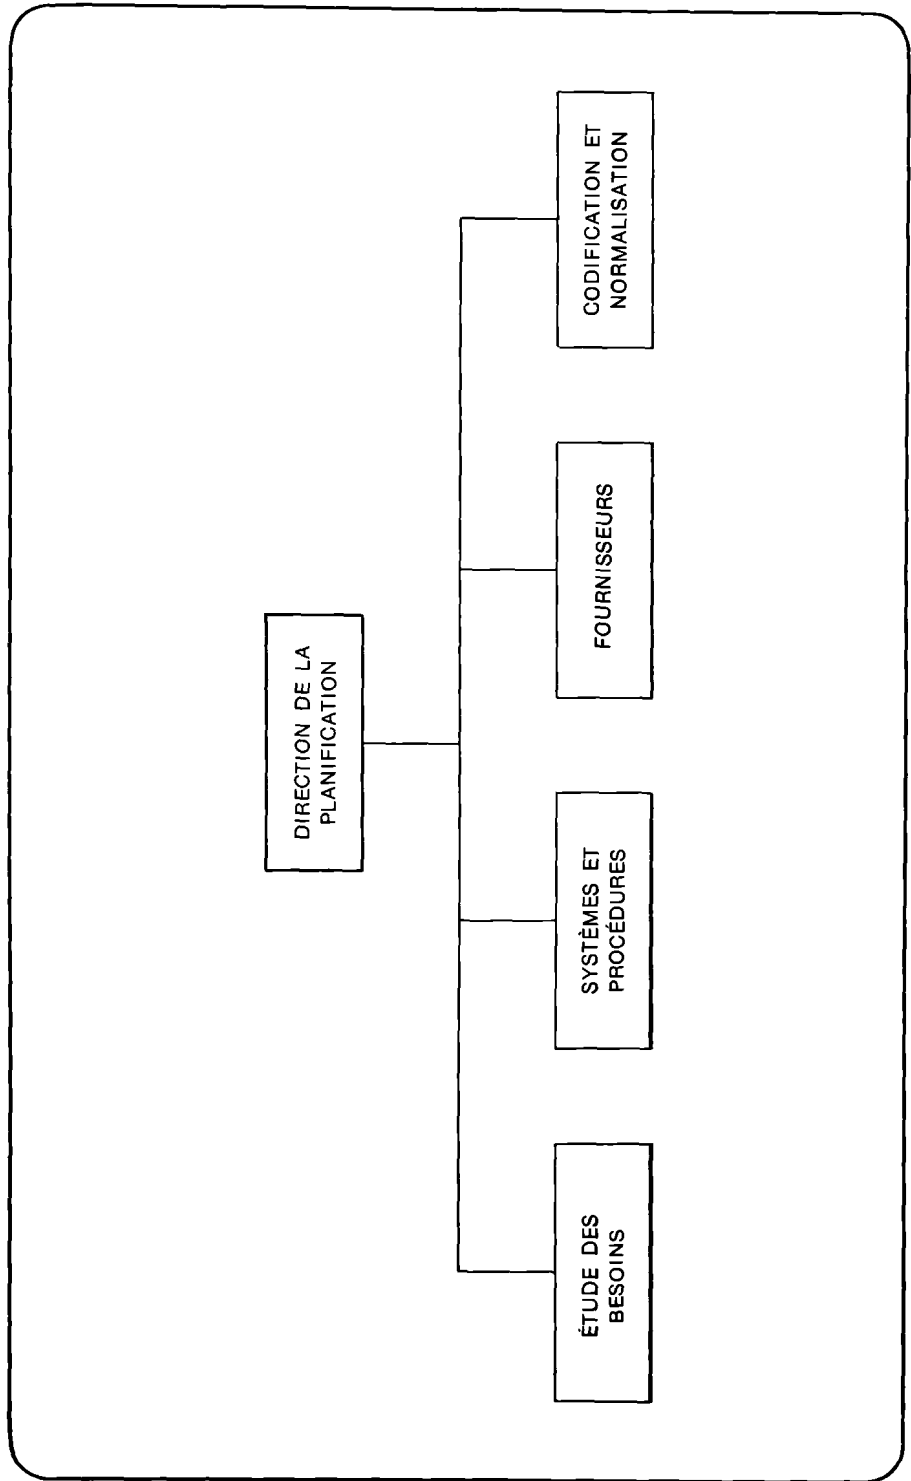 DIRECTION DE LA
PLANIFICATION
ÉTUDE DES
BESOINS
SYSTÈMES ET
PROCÉDURES
FOURNISSEURS
CODIFICATION ET
NORMALISATION